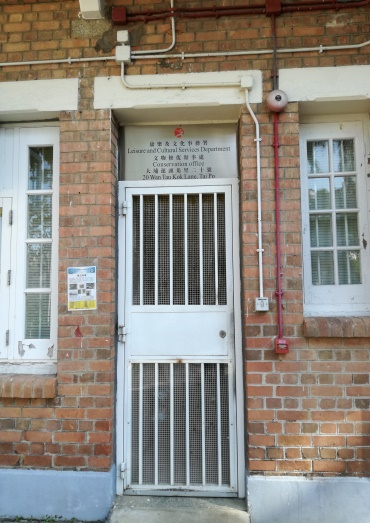 康樂及文化事務署
Leisure and Cultural Services Department
文物修復辦事處
Conservation office
大埔運頭角里二十號
20 Wan Tau Kok Lane, Tai Po